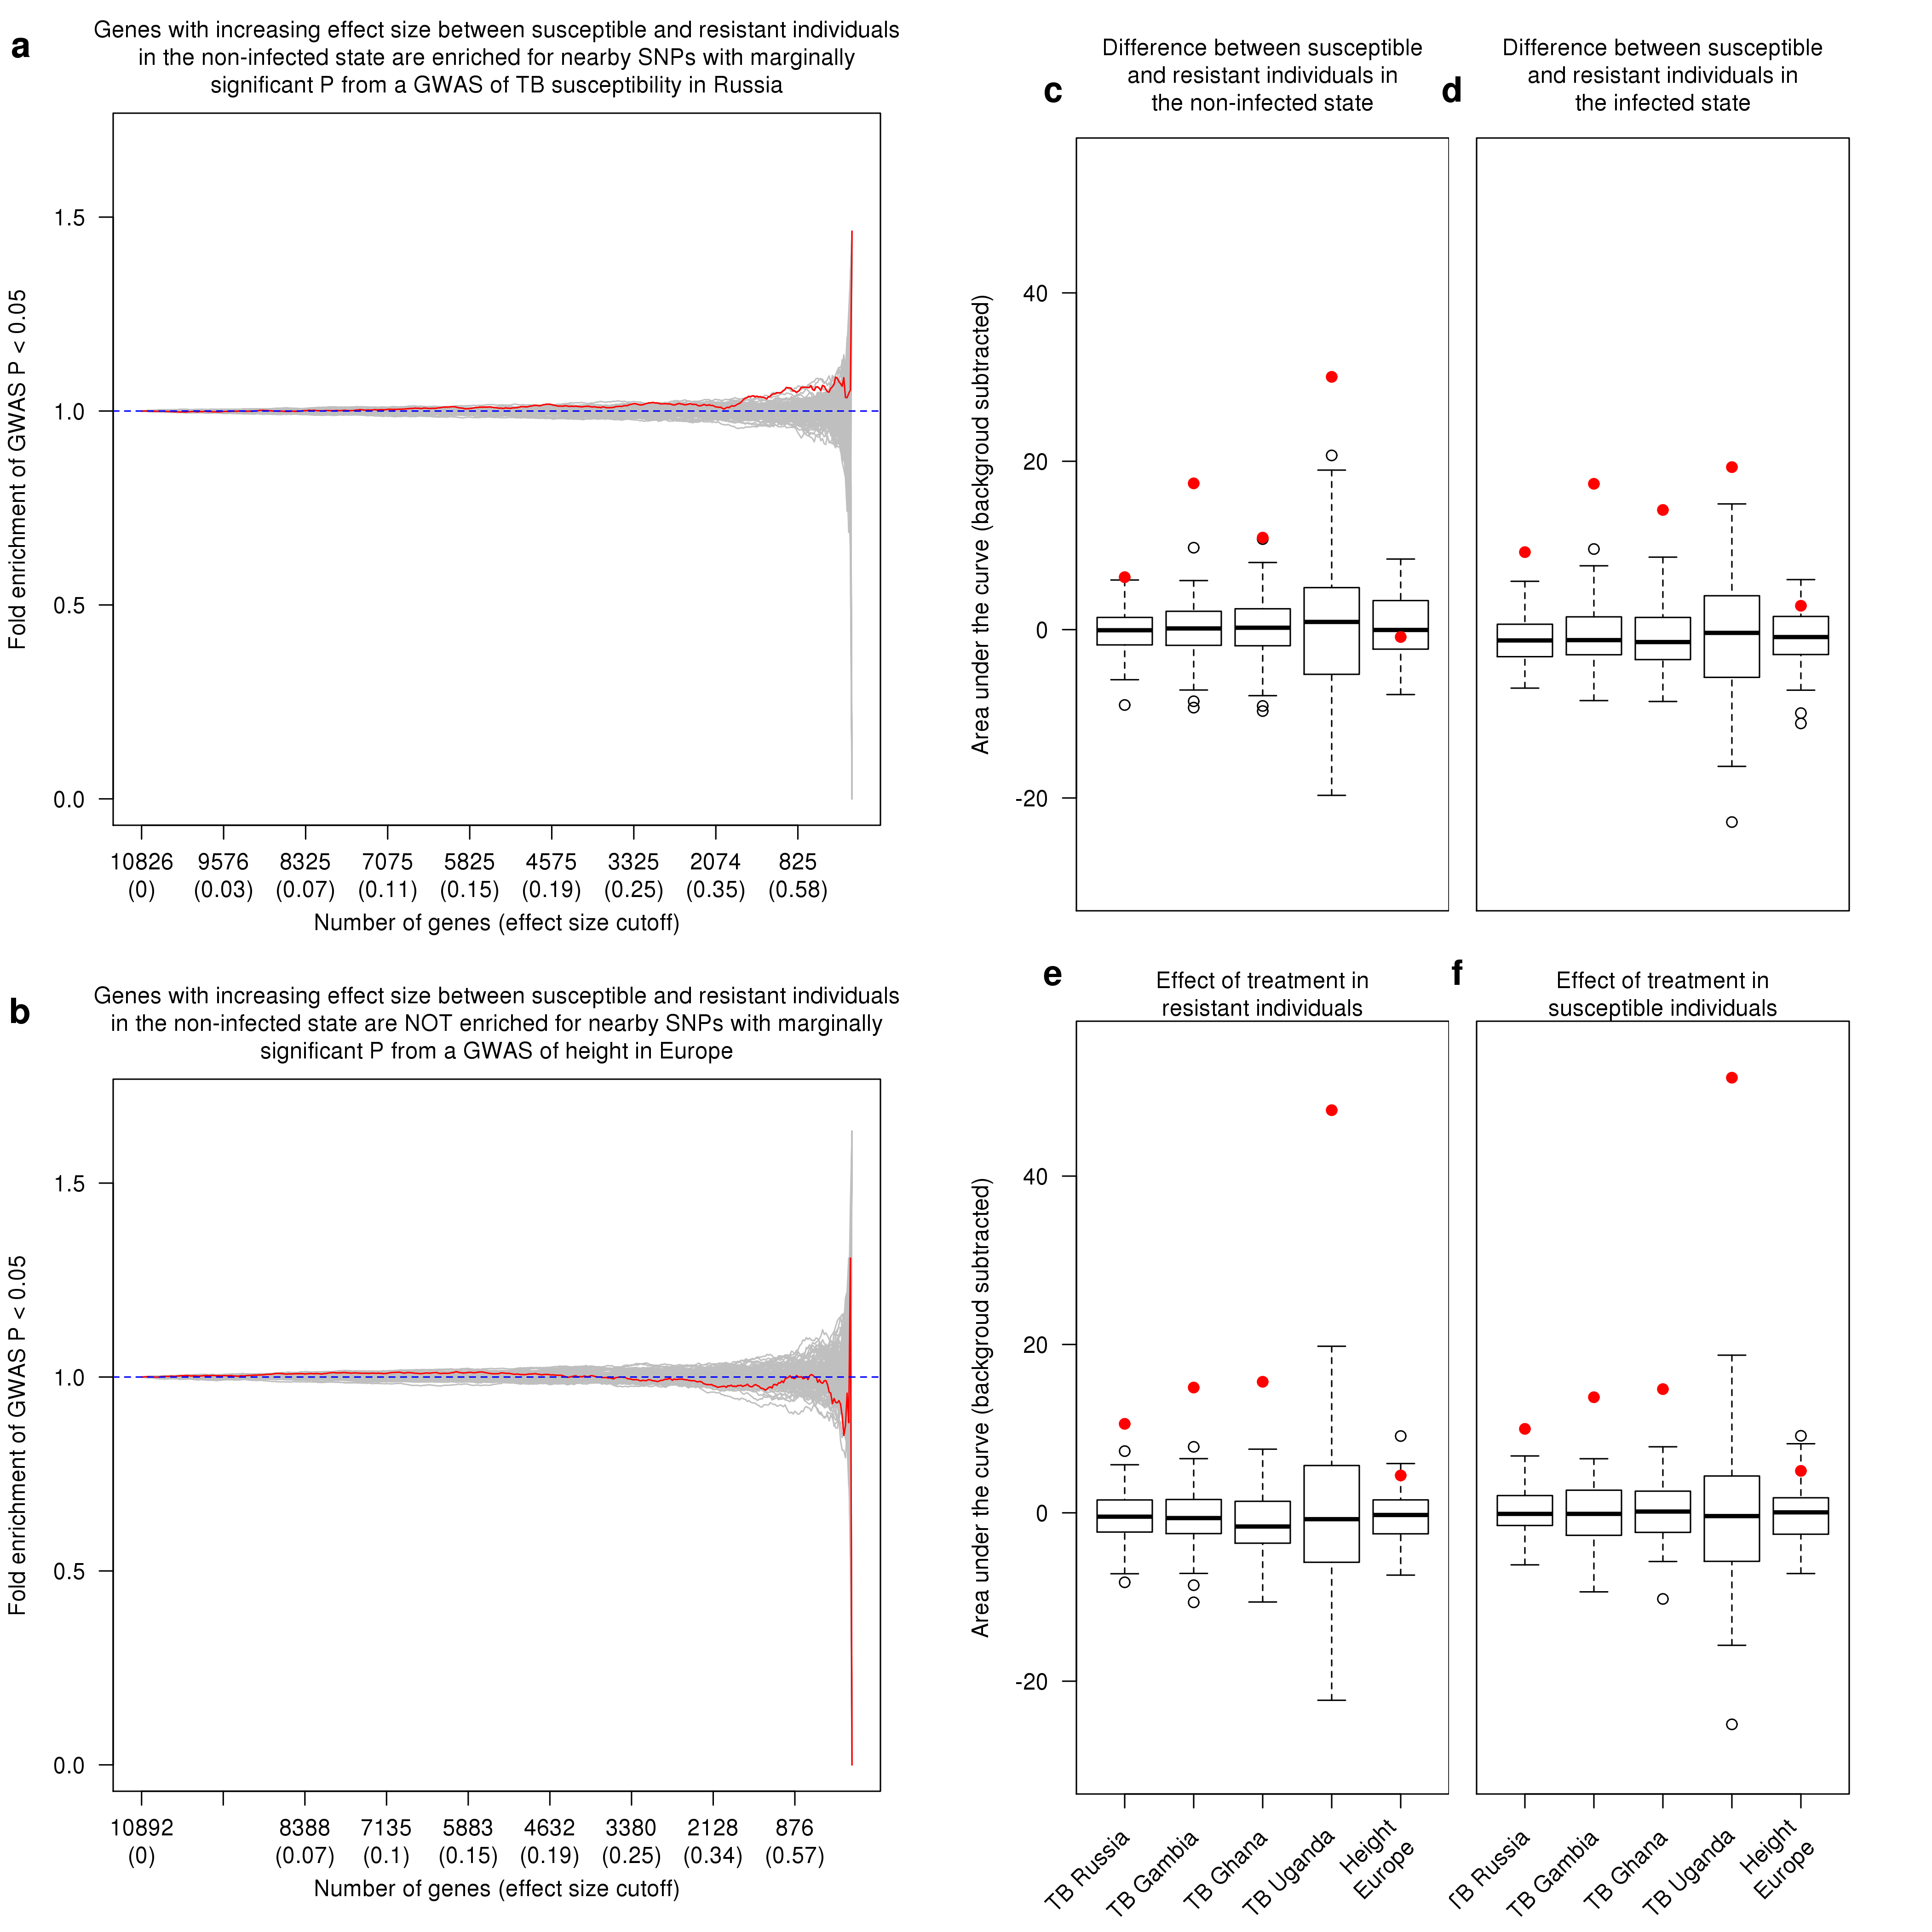 a
Genes with increasing effect size between susceptible and resistant individuals
in the non-infected state are enriched for nearby SNPs with marginally
significant P from a GWAS of TB susceptibility in Russia
Fold enrichment of GWAS P < 0.05
1.5
1.0
0.5
0.0
10826 9576 8325 7075 5825 4575 3325 2074 825
(0) (0.03) (0.07) (0.11) (0.15) (0.19) (0.25) (0.35) (0.58)
Number of genes (effect size cutoff)
b
Genes with increasing effect size between susceptible and resistant individuals
in the non-infected state are NOT enriched for nearby SNPs with marginally
significant P from a GWAS of height in Europe
Fold enrichment of GWAS P < 0.05
1.5
1.0
0.5
0.0
10892 8388 7135 5883 4632 3380 2128 876
(0) (0.07) (0.1) (0.15) (0.19) (0.25) (0.34) (0.57)
Number of genes (effect size cutoff)
c
Difference between susceptible
and resistant individuals in
the non-infected state
Area under the curve (backgroud subtracted)
40
20
0
-20
d
Difference between susceptible
and resistant individuals in
the infected state
e
Effect of treatment in
resistant individuals
Area under the curve (backgroud subtracted)
40
20
0
-20
TB Russia
TB Gambia
TB Ghana
TB Uganda
Height
Europe
f
Effect of treatment in
susceptible individuals
TB Russia
TB Gambia
TB Ghana
TB Uganda
Height
Europe